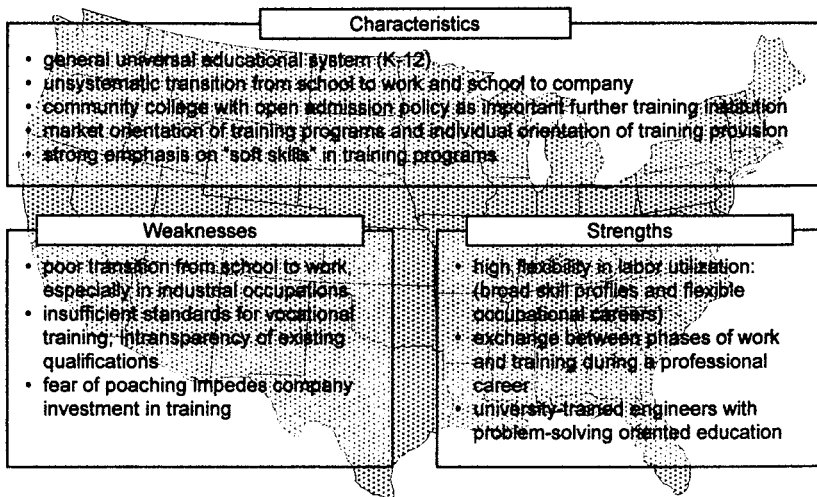 Characteristics
• general universal educational system (K-12)
• unsystematic transition from school to work and school to company
• community college with open admission policy as important further training institution
• market orientation of training programs and individual orientation of training provision
• strong emphasis on "soft skills" in training programs
Weaknesses
• poor transition from school to work,
especially in industrial occupations
• insufficient standards for vocational
training; intransparency of existing
qualifications
• fear of poaching impedes company
investment in training
Strengths
• high flexibility in labor utilization:
(broad skill profiles and flexible
occupational careers)
• exchange between phases of work
and training during a professional
career
• university-trained engineers with
problem-solving oriented education